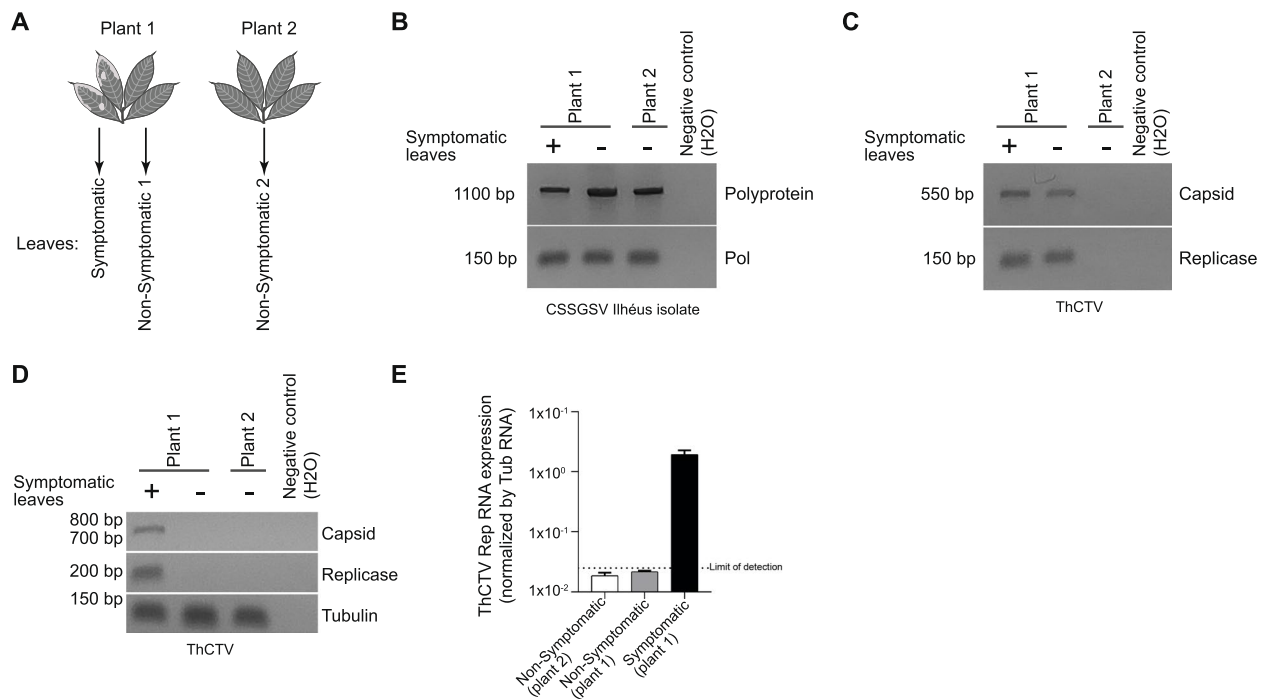 A
Plant 1
Plant 2
Leaves:
Symptomatic
Non-Symptomatic 1
Non-Symptomatic 2
B
Plant 1
Plant 2
Negative control
(H2O)
Symptomatic
leaves
+
-
-
1100 bp
Polyprotein
150 bp
Pol
CSSGSV Ilhéus isolate
C
Plant 1
Plant 2
Negative control
(H2O)
Symptomatic
leaves
+
-
-
550 bp
Capsid
150 bp
Replicase
ThCTV
D
Plant 1
Plant 2
Negative control
(H2O)
Symptomatic
leaves
+
-
-
800 bp
700 bp
Capsid
200 bp
Replicase
150 bp
Tubulin
ThCTV
E
ThCTV Rep RNA expression
(normalized by Tub RNA)
1x10-1
1x100
1x10-1
1x10-2
Limit of detection
Non-Symptomatic
(plant 2)
Non-Symptomatic
(plant 1)
Symptomatic
(plant 1)